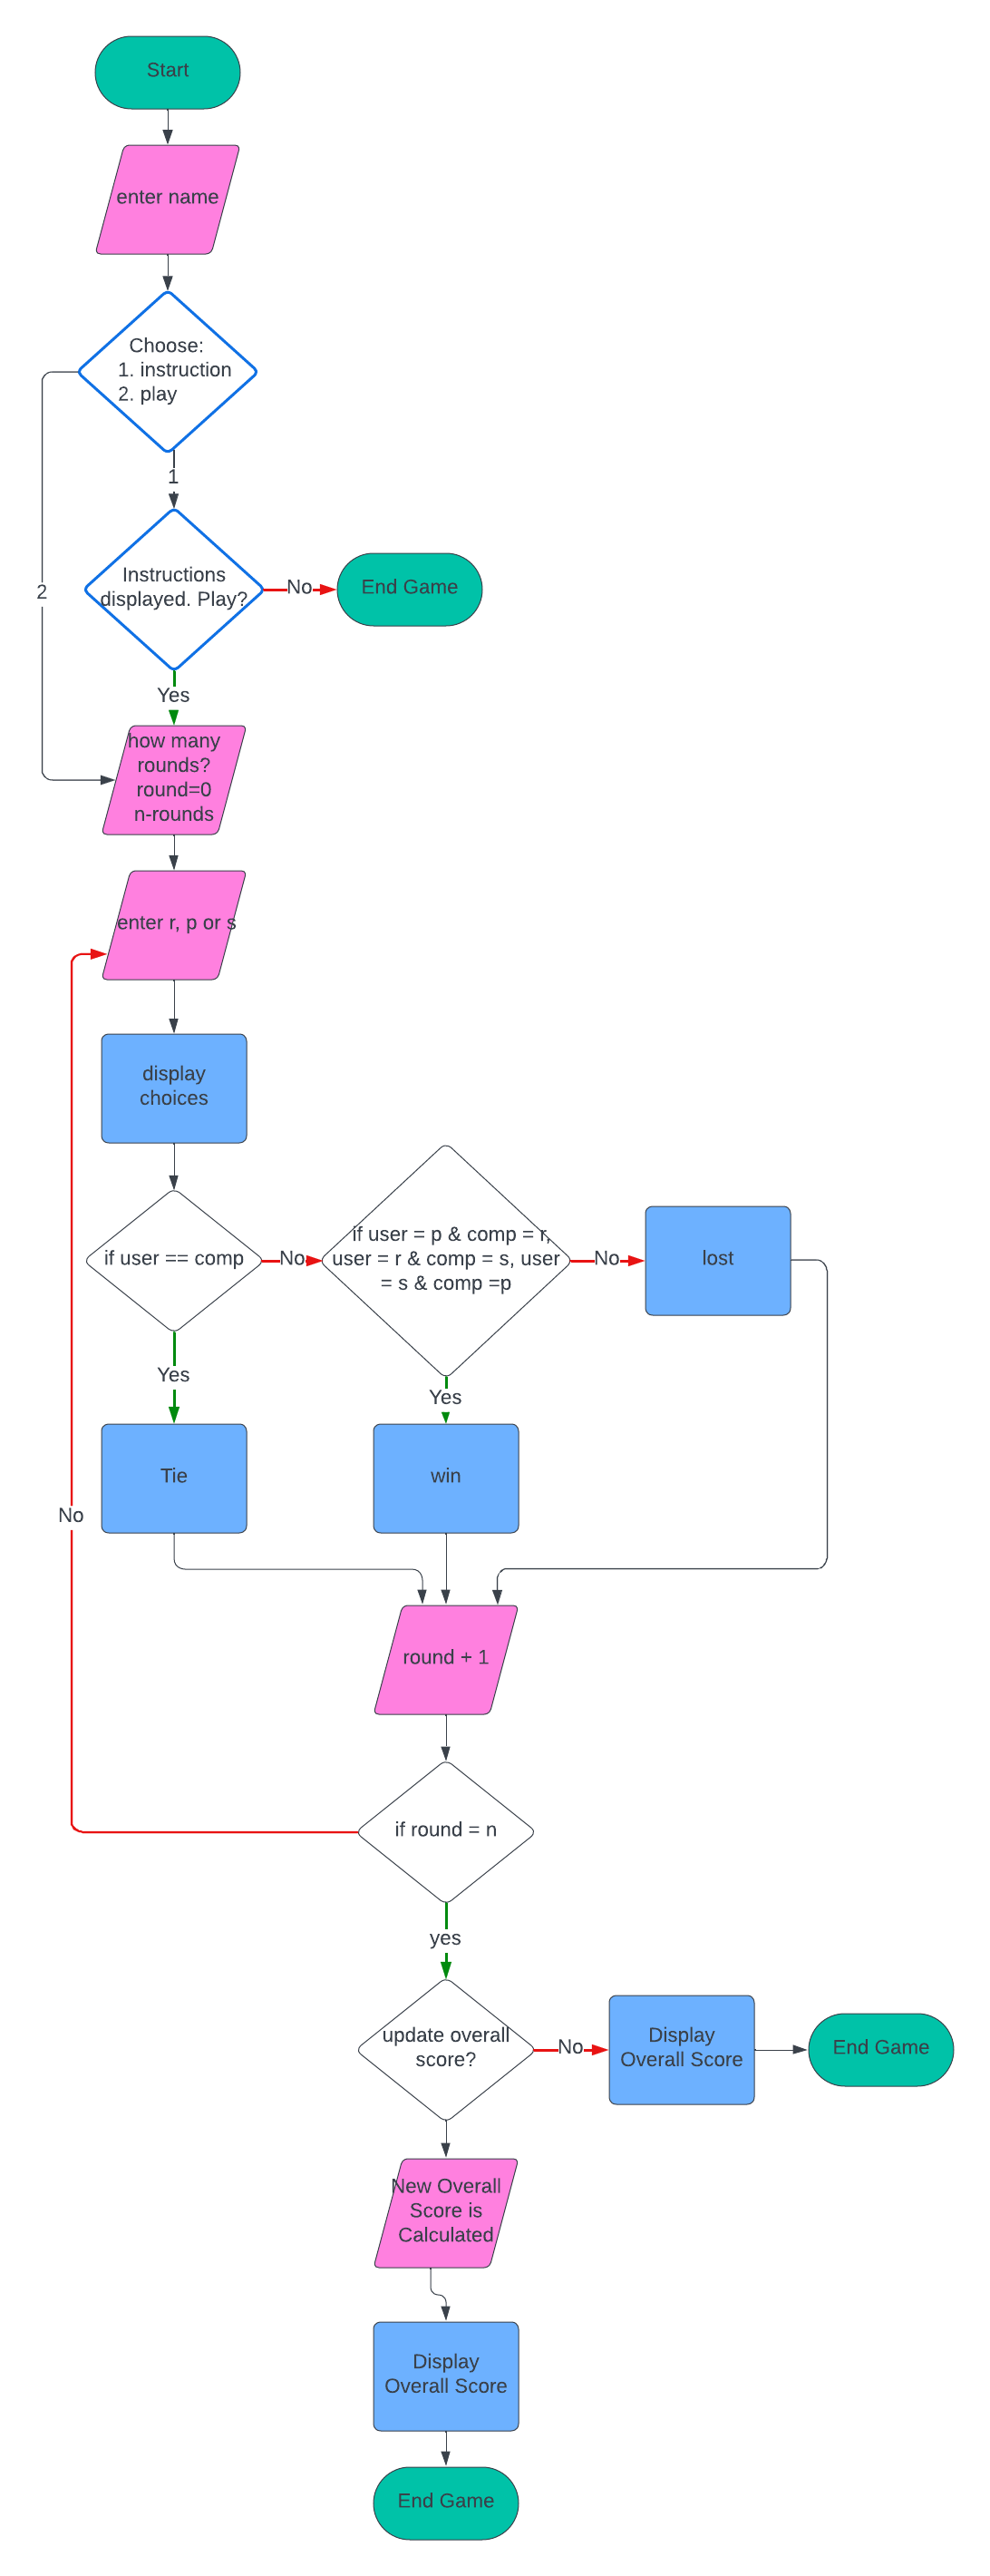 Start
enter name
Choose:
1. instruction
2. play
1
2
Instructions
displayed. Play?
No
End Game
Yes
how many
rounds?
round=0
n-rounds
enter r, p or s
display
choices
if user == comp
No
if user = p & comp = r,
user = r & comp = s, user
= s & comp =p
No
lost
Yes
Yes
Tie
win
No
round + 1
if round = n
yes
update overall
score?
No
Display
Overall Score
End Game
New Overall
Score is
Calculated
Display
Overall Score
End Game